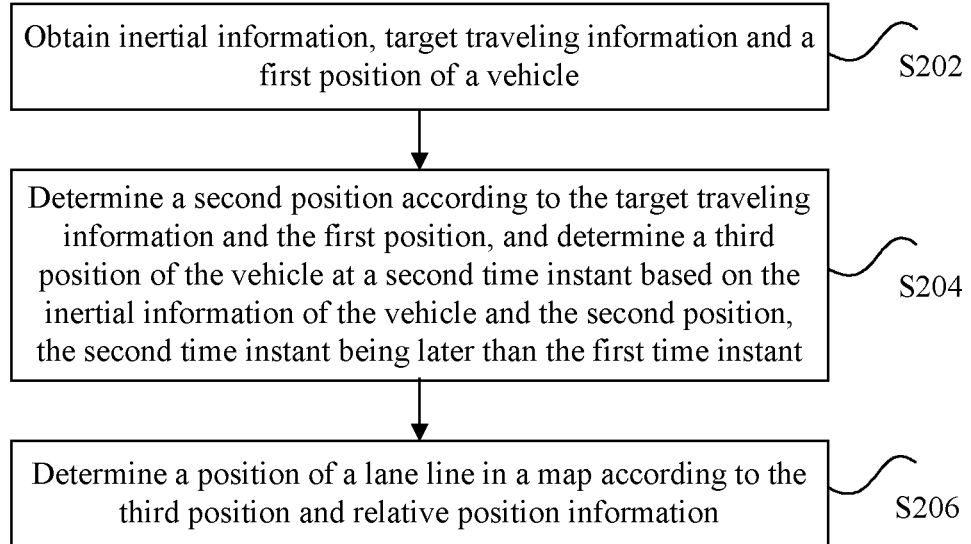 Obtain inertial information, target traveling information and a
first position of a vehicle
S202
Determine a second position according to the target traveling
information and the first position, and determine a third
position of the vehicle at a second time instant based on the
inertial information of the vehicle and the second position,
the second time instant being later than the first time instant
S204
Determine a position of a lane line in a map according to the
third position and relative position information
S206